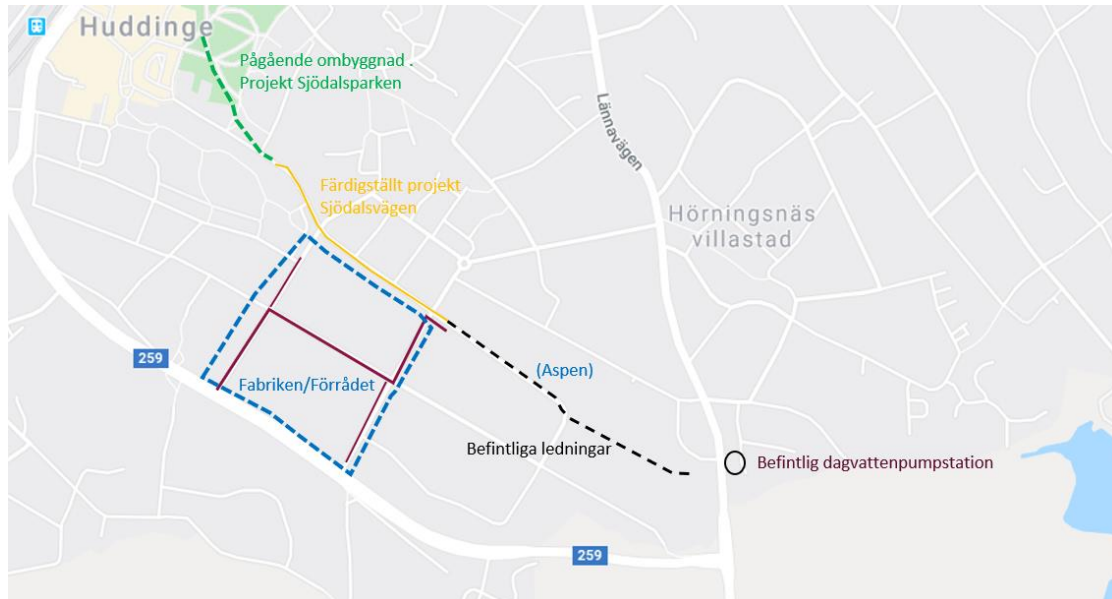 Huddinge
Pågående ombyggnad .
Projekt Sjödalsparken
Lännavägen
Färdigställt projekt
Sjödalsvägen
Hörningsnäs
villastad
259
(Aspen)
Fabriken/Förrådet
Befintliga ledningar
Befintlig dagvattenpumpstation
259